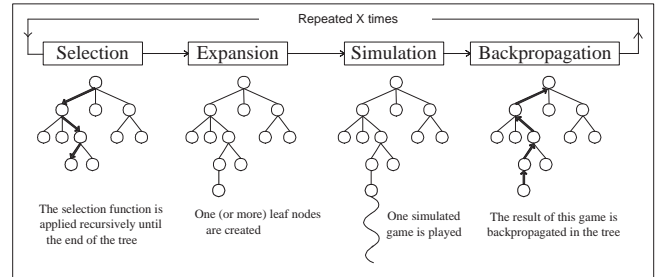 Repeated X times
Selection
Expansion
Simulation
Backpropagation
The selection function is
applied recursively until
the end of the tree
One (or more) leaf nodes
are created
One simulated
game is played
The result of this game is
backpropagated in the tree